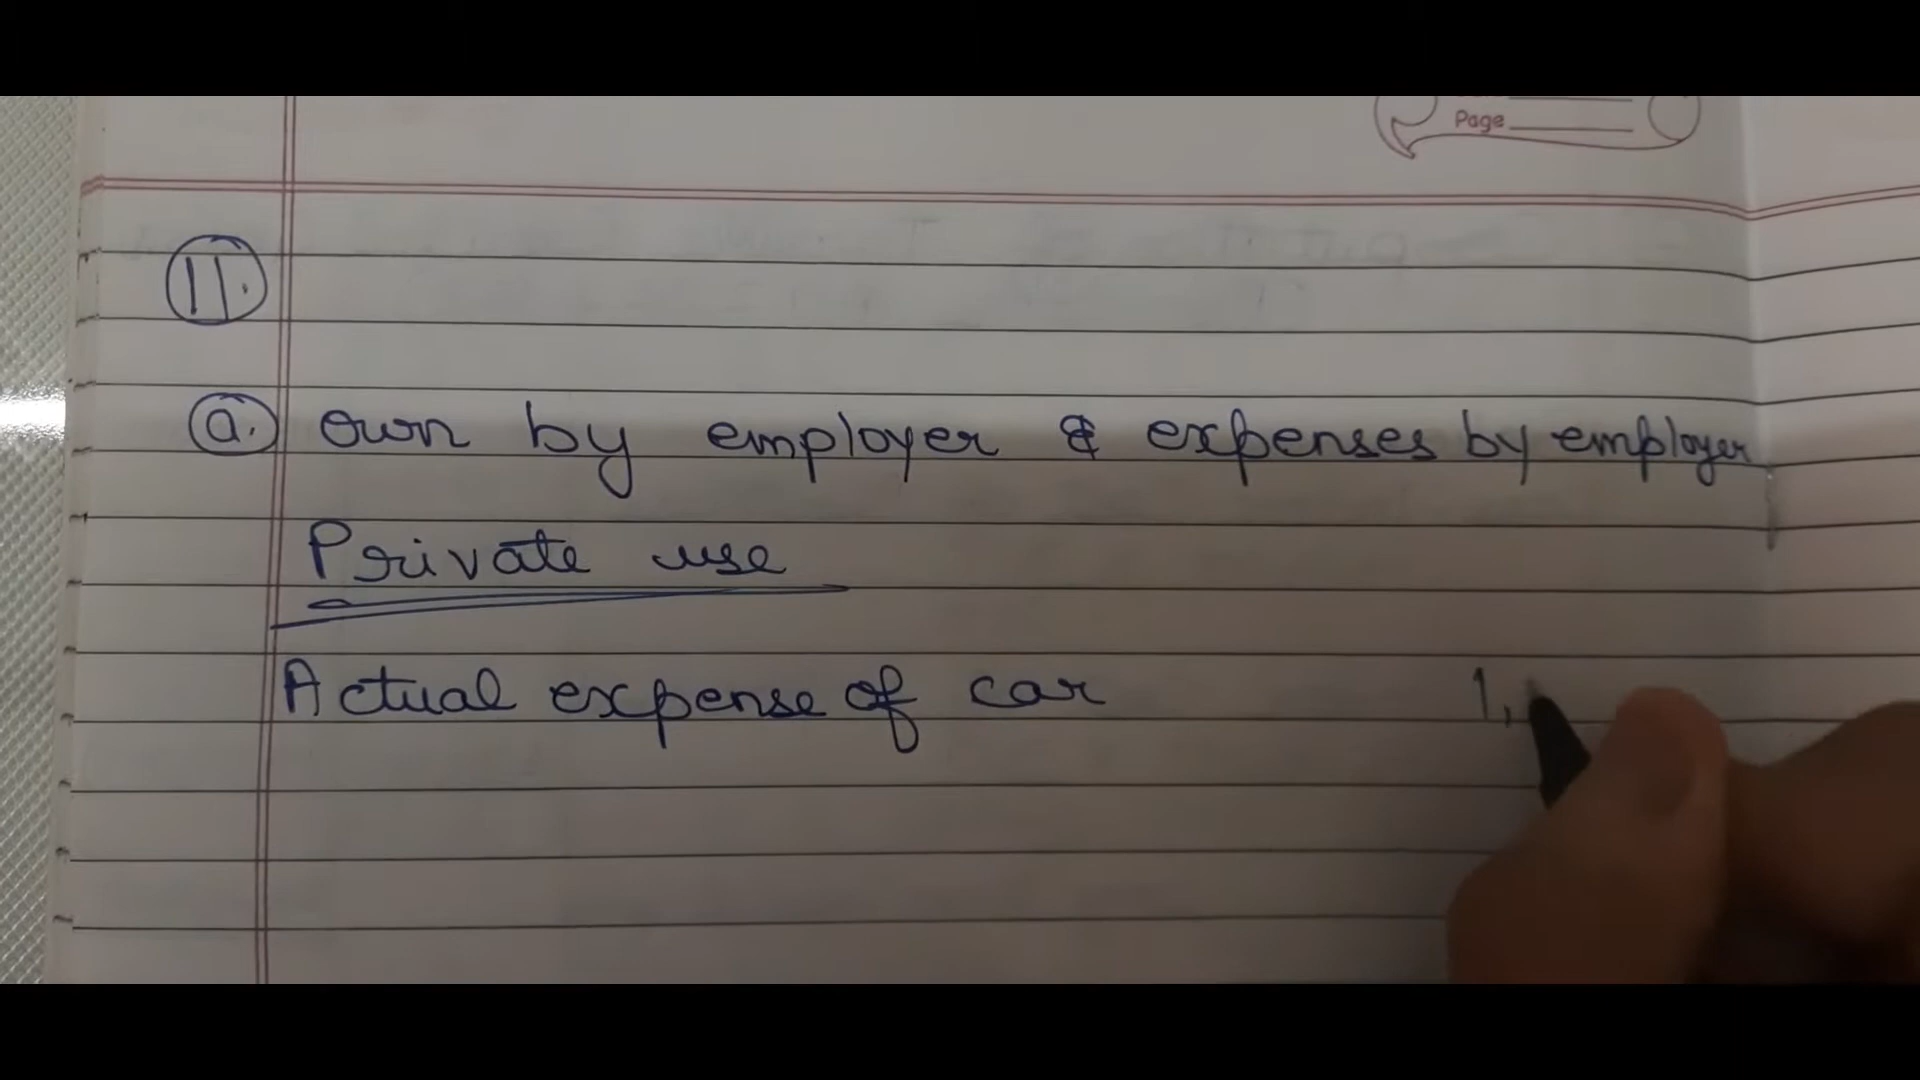 Page
11.
a. own by employer & expenses by employer
Private use
Actual expense of car 1,